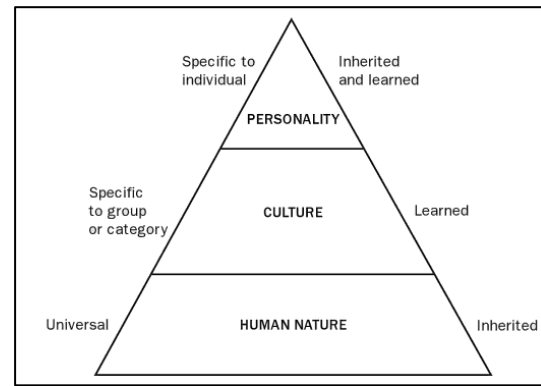 Specific to
individual
Inherited
and learned
PERSONALITY
Specific
to group
or category
CULTURE
Learned
Universal
HUMAN NATURE
Inherited